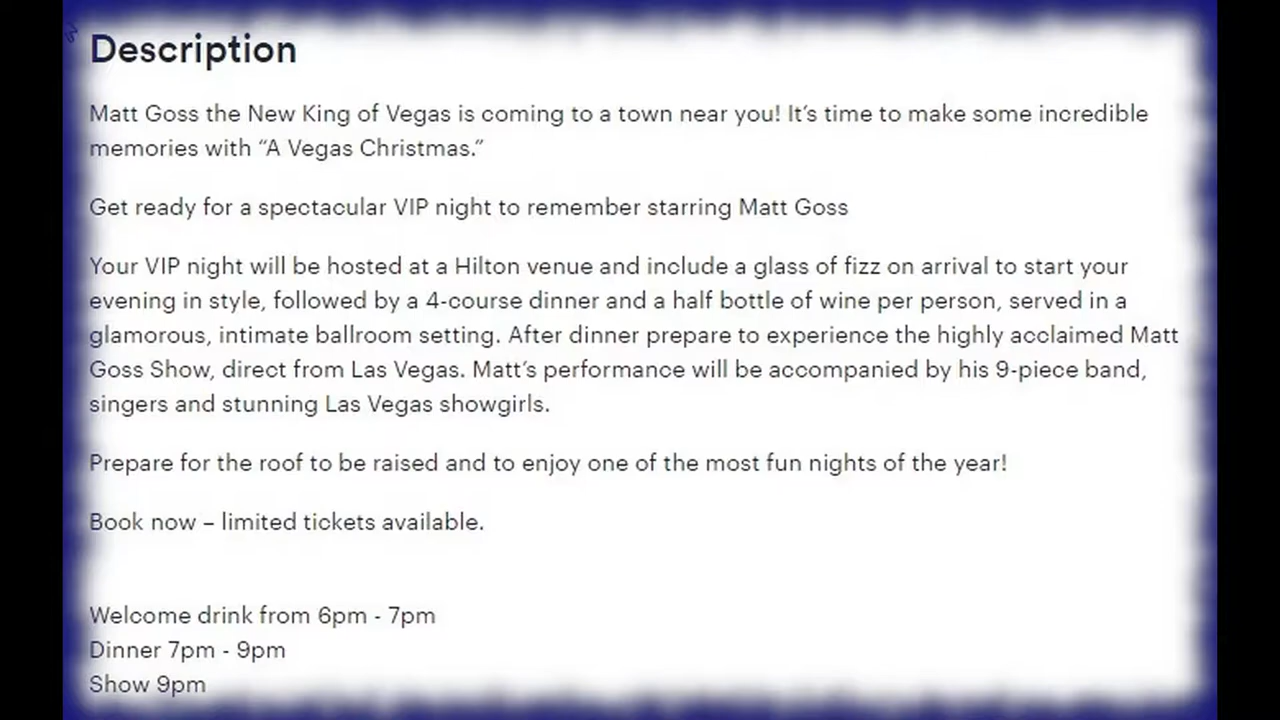 Description
Matt Goss the New King of Vegas is coming to a town near you! It’s time to make some incredible
memories with “A Vegas Christmas.”
Get ready for a spectacular VIP night to remember starring Matt Goss
Your VIP night will be hosted at a Hilton venue and include a glass of fizz on arrival to start your
evening in style, followed by a 4-course dinner and a half bottle of wine per person, served in a
glamorous, intimate ballroom setting. After dinner prepare to experience the highly acclaimed Matt
Goss Show, direct from Las Vegas. Matt’s performance will be accompanied by his 9-piece band,
singers and stunning Las Vegas showgirls.
Prepare for the roof to be raised and to enjoy one of the most fun nights of the year!
Book now – limited tickets available.
Welcome drink from 6pm - 7pm
Dinner 7pm - 9pm
Show 9pm